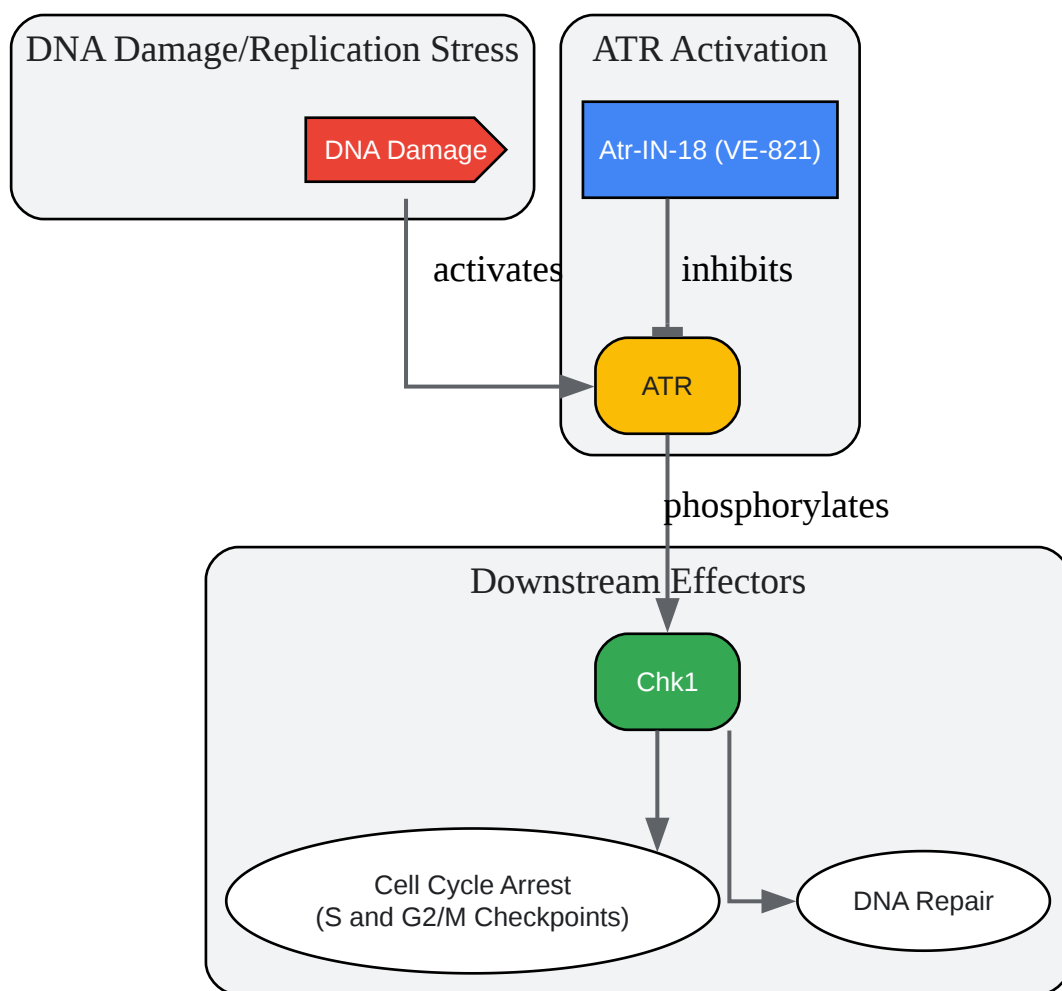 DNA Damage/Replication Stress
ATR Activation
DNA Damage
Atr-IN-18 (VE-821)
activates
inhibits
ATR
phosphorylates
Downstream Effectors
Chk1
Cell Cycle Arrest
(S and G2/M Checkpoints)
DNA Repair